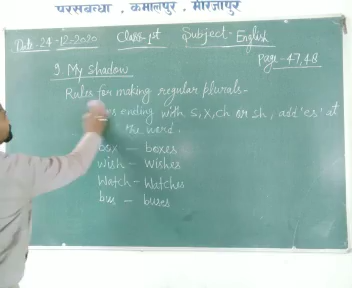 परसबन्धा , कमालपुर , मीरजापुर
Date-24-12-2020 Class-1st Subject-English
Page-47,48
9. My Shadow
Rules for making regular plurals-
ending with s, x, ch or sh, add 'es' at
the word.
box - boxes
wish - wishes
Watch - Watches
bus - buses